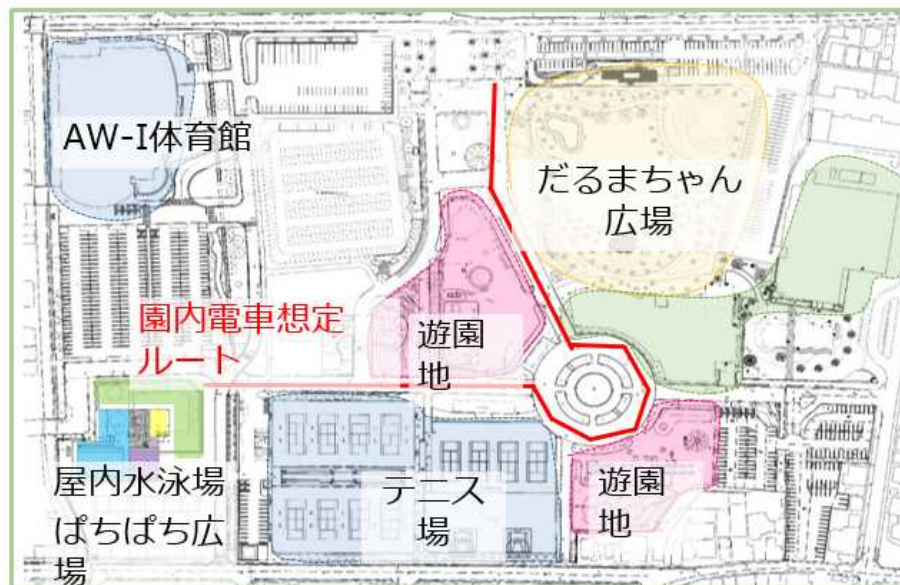 AW-I体育館
だるまちゃん
広場
園内電車想定
ルート
遊園
地
屋内水泳場
ぱちぱち広
場
テニス
場
遊園
地